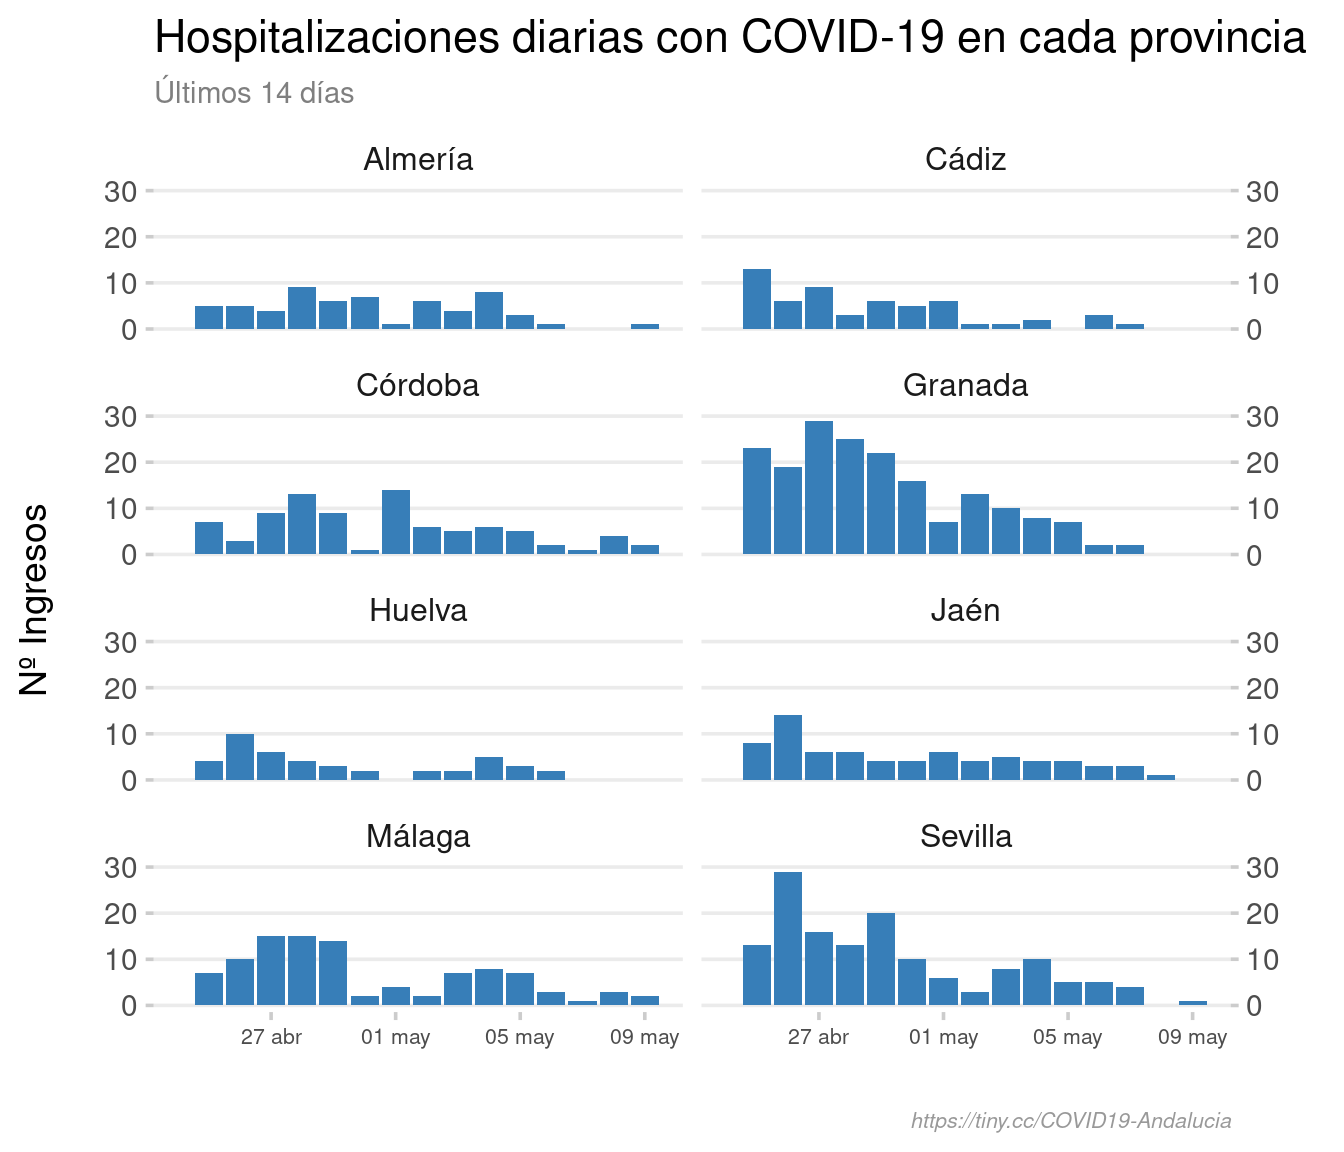 Hospitalizaciones diarias con COVID-19 en cada provincia
Últimos 14 días
Nº Ingresos
Almería
Cádiz
30
20
10
0
30
20
10
0
Córdoba
Granada
30
20
10
0
30
20
10
0
Huelva
Jaén
30
20
10
0
30
20
10
0
Málaga
Sevilla
30
20
10
0
30
20
10
0
27 abr 01 may 05 may 09 may
27 abr 01 may 05 may 09 may
https://tiny.cc/COVID19-Andalucia